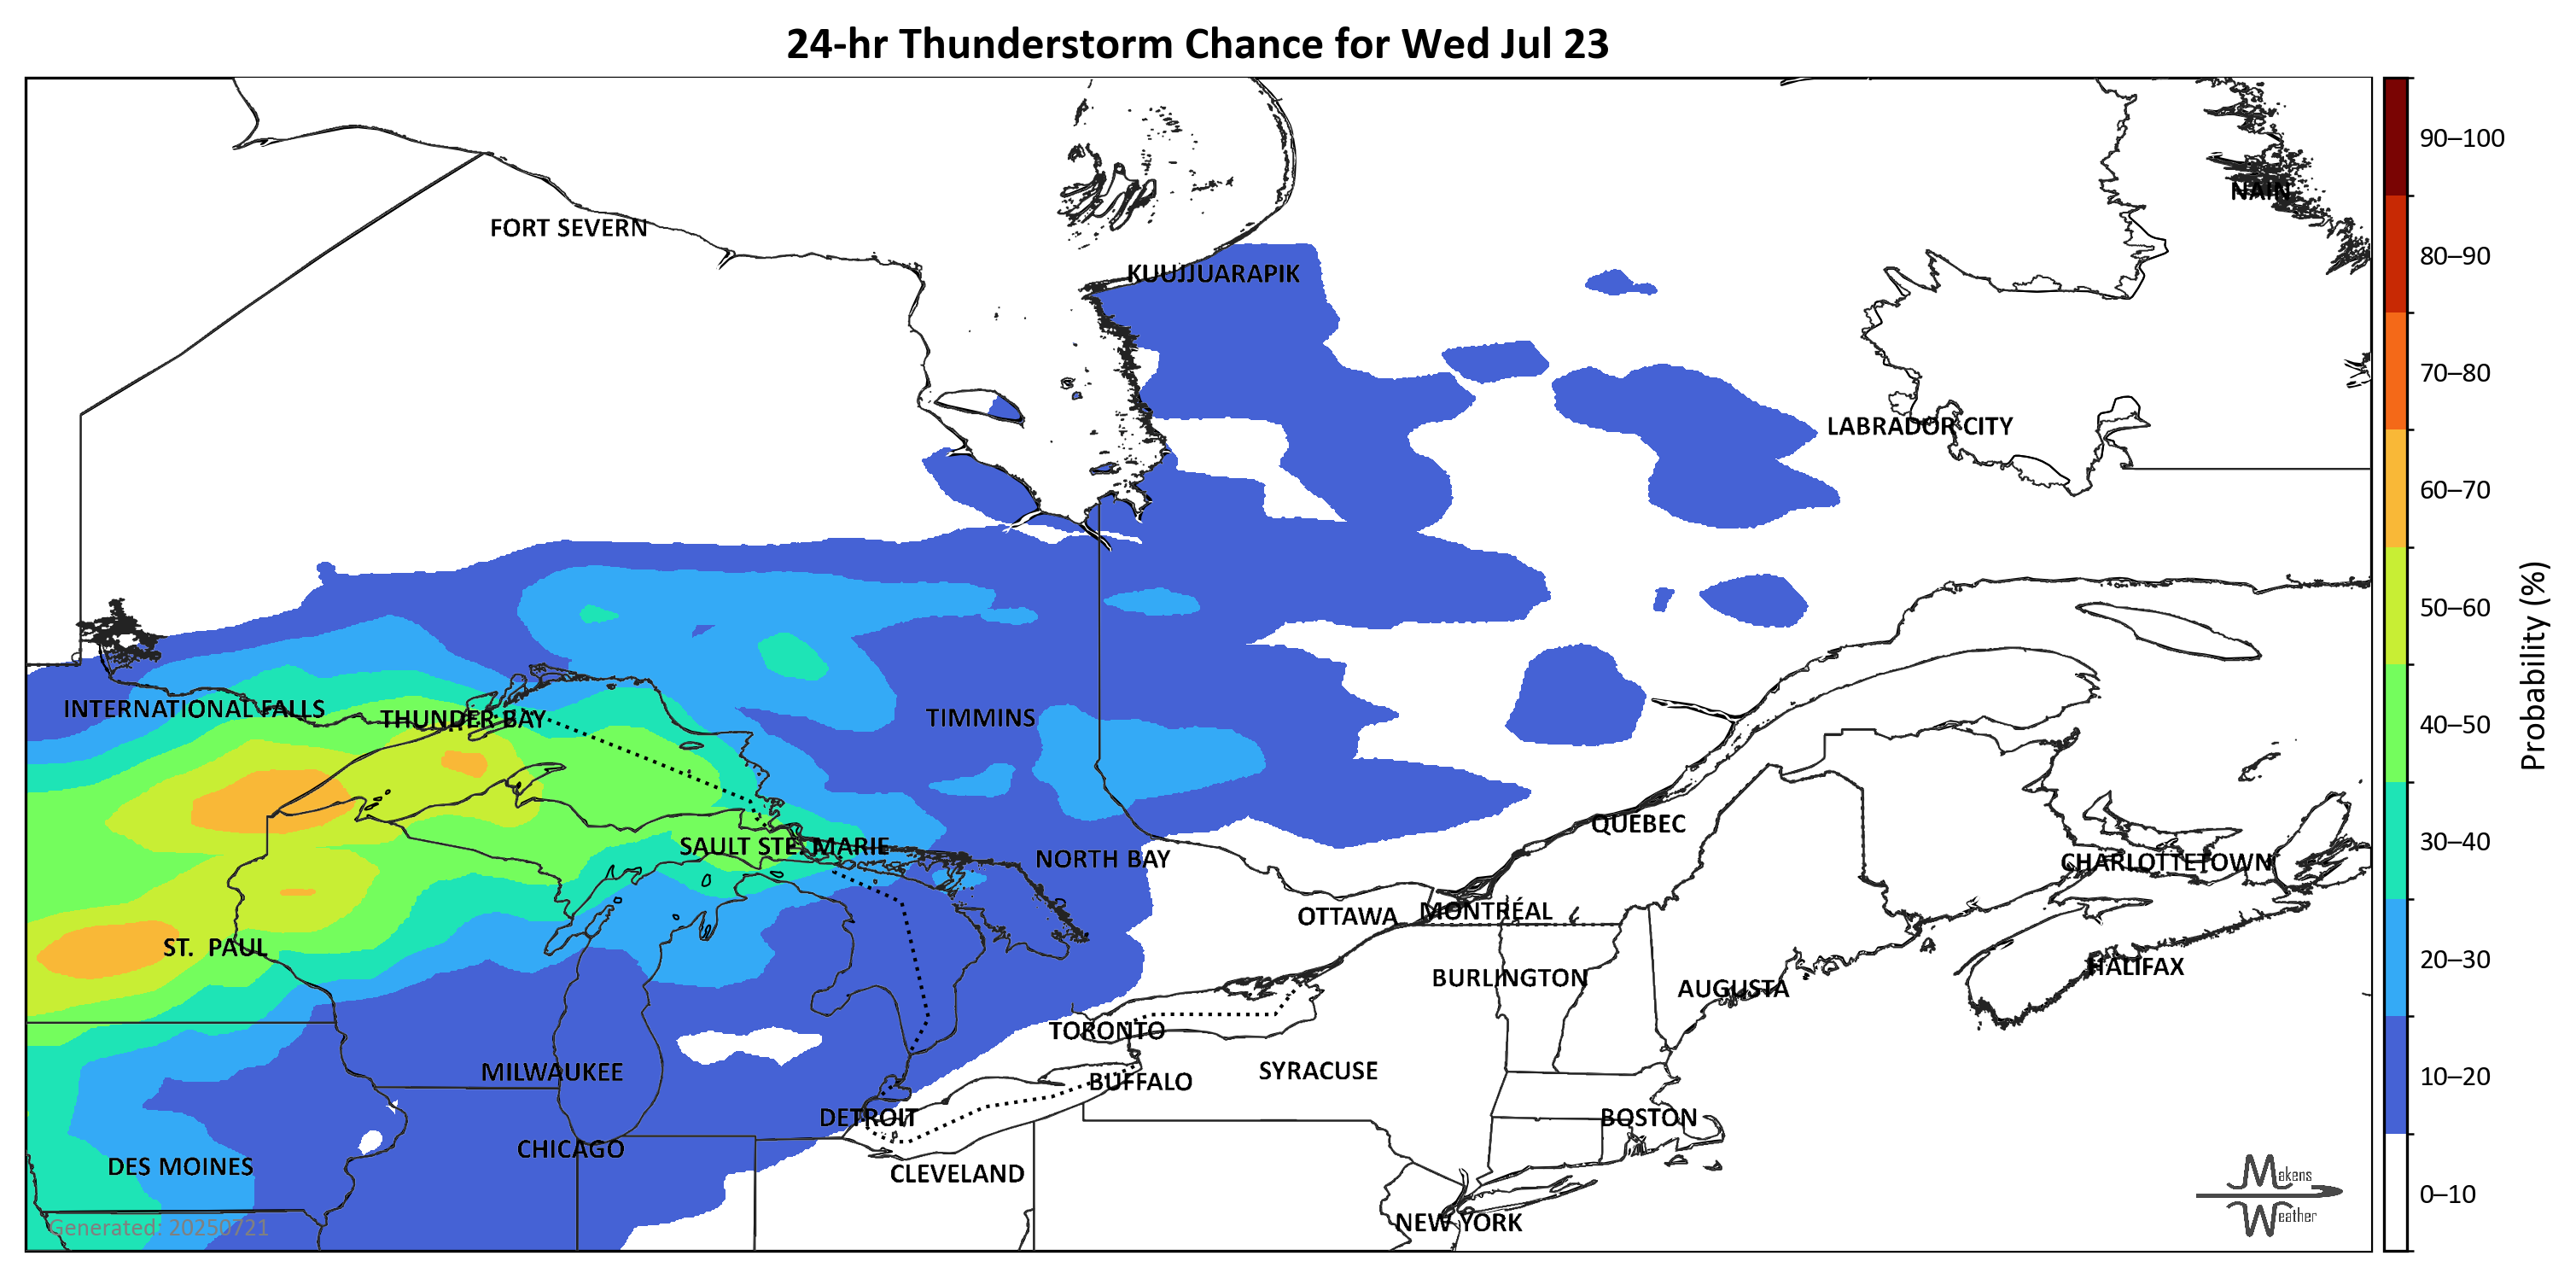 24-hr Thunderstorm Chance for Wed Jul 23
90–100
NAIN
FORT SEVERN
80–90
KUUJJUARAPIK
70–80
LABRADOR CITY
60–70
50–60
INTERNATIONAL FALLS
THUNDER BAY
TIMMINS
40–50
Probability (%)
QUEBEC
SAULT STE. MARIE
30–40
NORTH BAY
CHARLOTTETOWN
OTTAWA
MONTRÉAL
ST. PAUL
20–30
HALIFAX
BURLINGTON
AUGUSTA
TORONTO
MILWAUKEE
SYRACUSE
10–20
BUFFALO
DETROIT
BOSTON
CHICAGO
DES MOINES
CLEVELAND
Makens
Weather
0–10
NEW YORK
Generated: 20250721